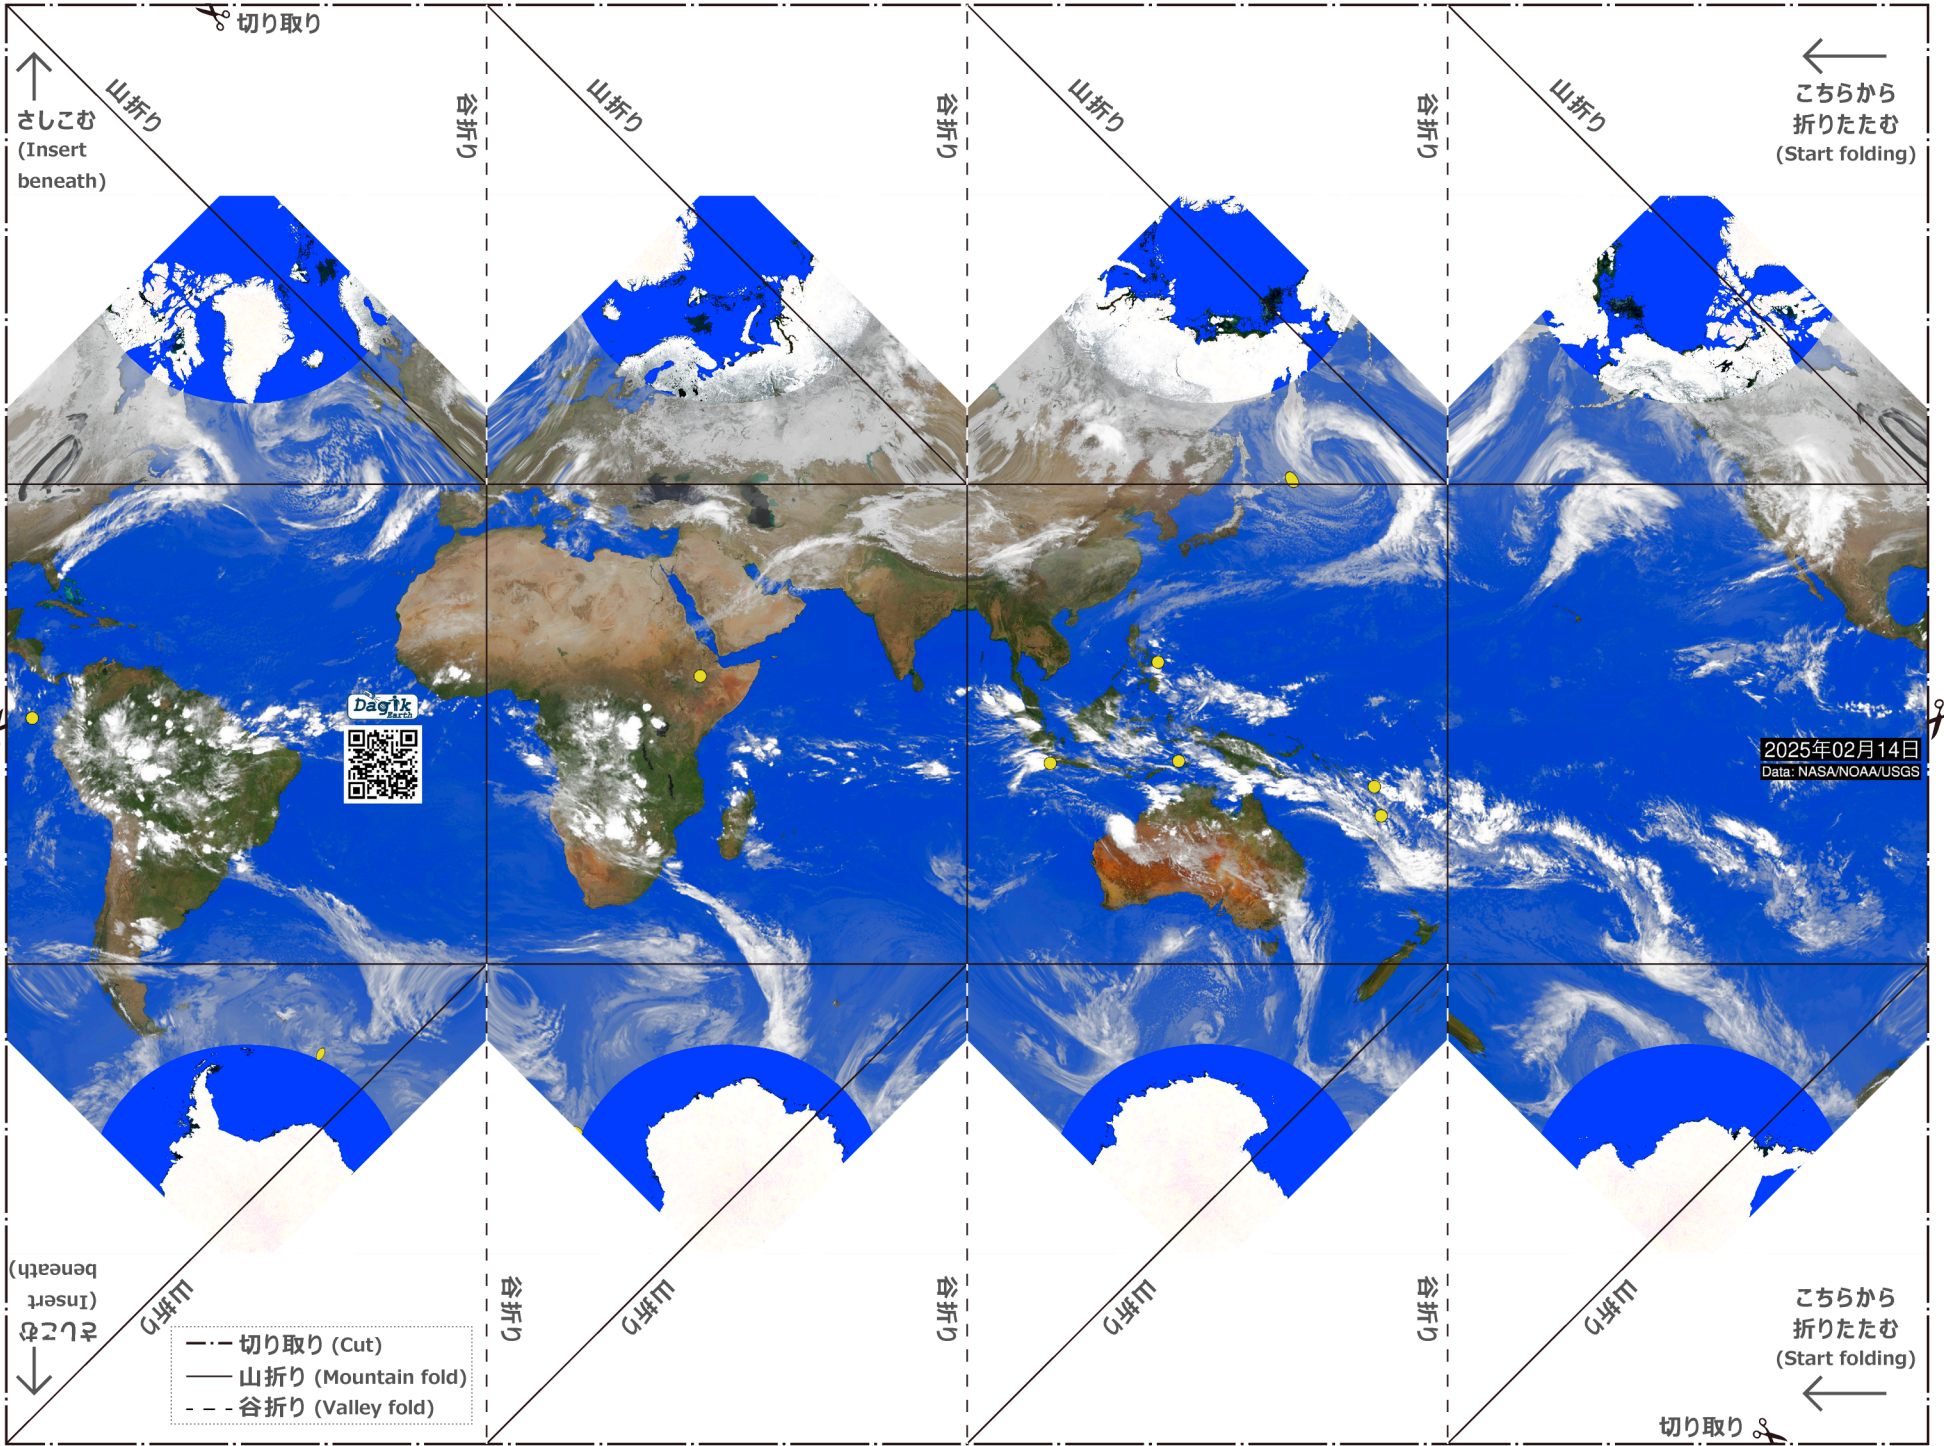 切り取り
山折り
谷折り
山折り
谷折り
山折り
谷折り
山折り
さしこむ
(Insert
beneath)
こちらから
折りたたむ
(Start folding)
Dagik
Earth
2025年02月14日
Data: NASA/NOAA/USGS
さしこむ
(Insert
beneath)
山折り
谷折り
山折り
谷折り
山折り
谷折り
山折り
切り取り (Cut)
山折り (Mountain fold)
谷折り (Valley fold)
こちらから
折りたたむ
(Start folding)
切り取り